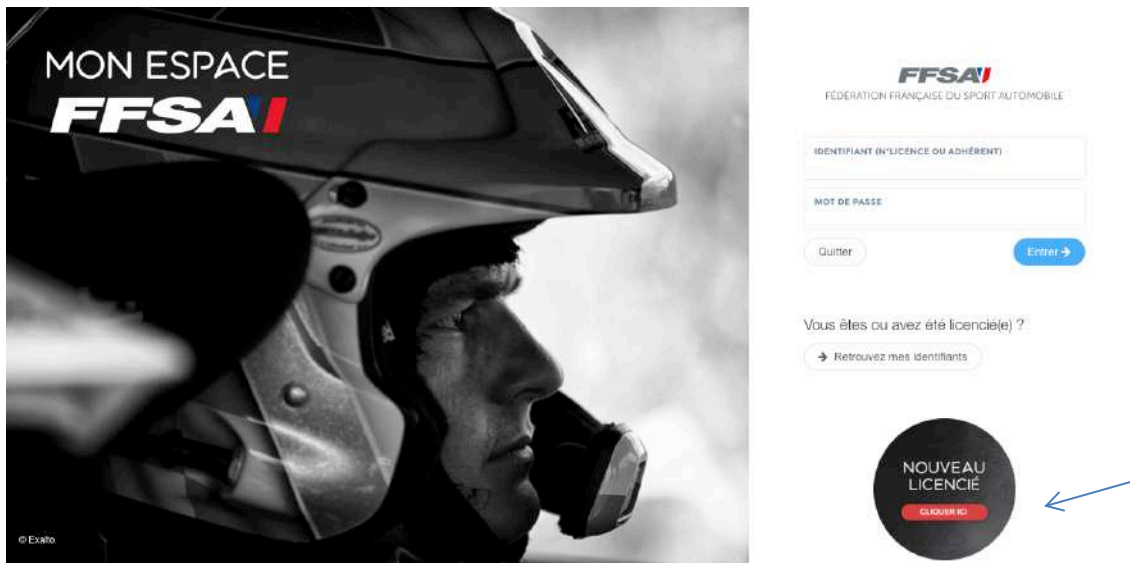 MON ESPACE
FFSA
© Exalto
FFSA
FÉDÉRATION FRANÇAISE DU SPORT AUTOMOBILE
IDENTIFIANT (N°LICENCE OU ADHÉRENT)
MOT DE PASSE
Quitter
Entrer
Vous êtes ou avez été licencié(e) ?
Retrouvez mes identifiants
NOUVEAU
LICENCIÉ
CLIQUER ICI